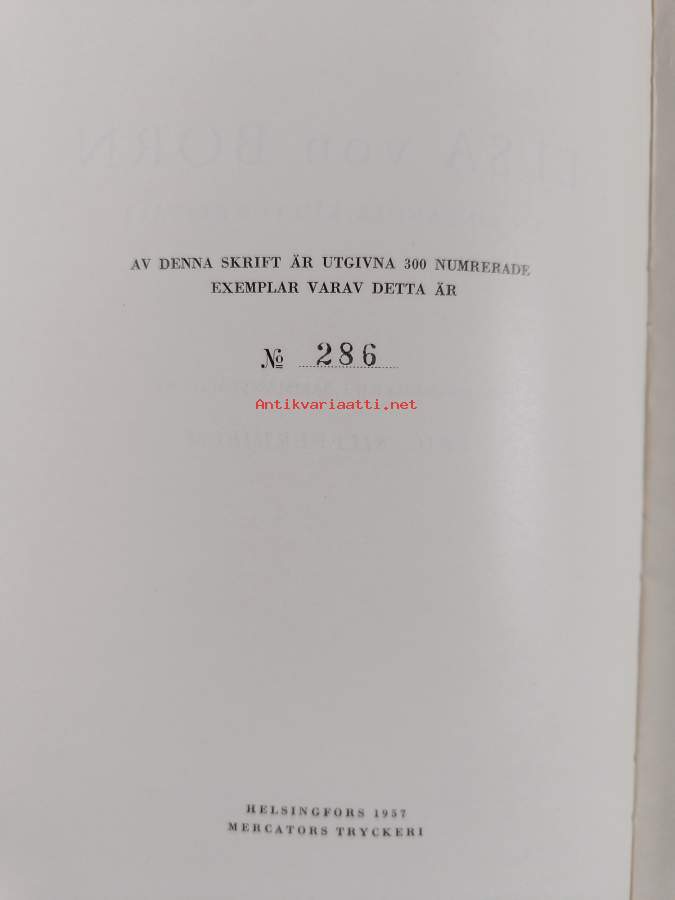 AV DENNA SKRIFT ÄR UTGIVNA 300 NUMRERADE
EXEMPLAR VARAV DETTA ÄR
№ 286
Antikvariaatti.net
HELSINGFORS 1957
MERCATORS TRYCKERI